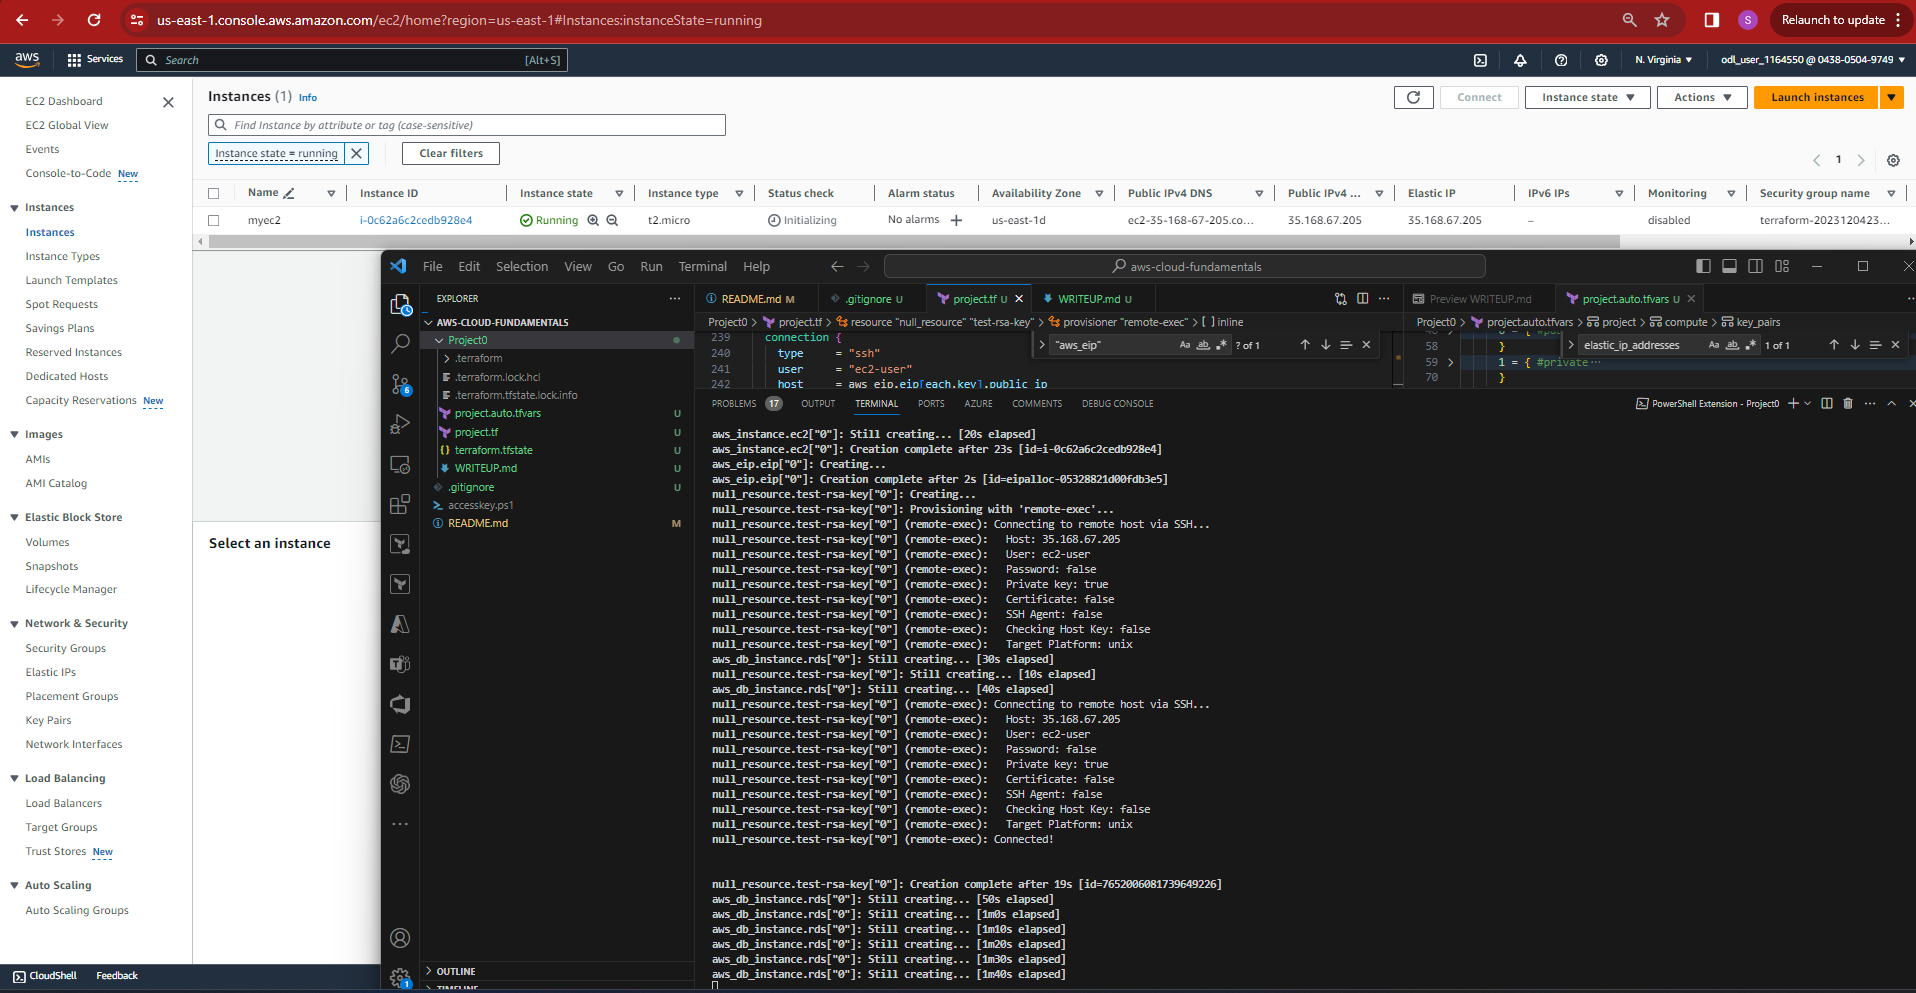 us-east-1.console.aws.amazon.com/ec2/home?region=us-east-1#Instances:instanceState=running
S
Relaunch to update
aws
Services
Search
[Alt+S]
N. Virginia
odl_user_1164550 @ 0438-0504-9749
EC2 Dashboard
EC2 Global View
Events
Console-to-Code New
Instances
Instances
Instance Types
Launch Templates
Spot Requests
Savings Plans
Reserved Instances
Dedicated Hosts
Capacity Reservations New
Images
AMIs
AMI Catalog
Elastic Block Store
Volumes
Snapshots
Lifecycle Manager
Network & Security
Security Groups
Elastic IPs
Placement Groups
Key Pairs
Network Interfaces
Load Balancing
Load Balancers
Target Groups
Trust Stores New
Auto Scaling
Auto Scaling Groups
CloudShell Feedback
Instances (1) Info
Connect
Instance state
Actions
Launch instances
Find Instance by attribute or tag (case-sensitive)
Instance state = running
Clear filters
1
Name Instance ID Instance state Instance type Status check Alarm status Availability Zone Public IPv4 DNS Public IPv4 ... Elastic IP IPv6 IPs Monitoring Security group name
myec2 i-0c62a6c2cedb928e4 Running t2.micro Initializing No alarms us-east-1d ec2-35-168-67-205.co... 35.168.67.205 35.168.67.205 – disabled terraform-2023120423...
Select an instance
File Edit Selection View Go Run Terminal Help
aws-cloud-fundamentals
EXPLORER
AWS-CLOUD-FUNDAMENTALS
Project0
.terraform
.terraform.lock.hcl
.terraform.tfstate.lock.info
project.auto.tfvars U
project.tf U
terraform.tfstate U
WRITEUP.md U
.gitignore U
accesskey.ps1
README.md M
OUTLINE
TIMELINE
6
1
README.md M
.gitignore U
project.tf U
WRITEUP.md U
Preview WRITEUP.md
project.auto.tfvars U
Project0 > project.tf > resource "null_resource" "test-rsa-key" > provisioner "remote-exec" > [ ] inline
Project0 > project.auto.tfvars > project > compute > key_pairs
239 connection {
240 type = "ssh"
241 user = "ec2-user"
242 host = aws_eip.eip[each.key].public_ip
"aws_eip" Aa ab ? of 1
58 }
59 1 = { #private
70 }
elastic_ip_addresses Aa ab 1 of 1
PROBLEMS 17 OUTPUT TERMINAL PORTS AZURE COMMENTS DEBUG CONSOLE
PowerShell Extension - Project0
aws_instance.ec2["0"]: Still creating... [20s elapsed]
aws_instance.ec2["0"]: Creation complete after 23s [id=i-0c62a6c2cedb928e4]
aws_eip.eip["0"]: Creating...
aws_eip.eip["0"]: Creation complete after 2s [id=eipalloc-05328821d00fdb3e5]
null_resource.test-rsa-key["0"]: Creating...
null_resource.test-rsa-key["0"]: Provisioning with 'remote-exec'...
null_resource.test-rsa-key["0"] (remote-exec): Connecting to remote host via SSH...
null_resource.test-rsa-key["0"] (remote-exec): Host: 35.168.67.205
null_resource.test-rsa-key["0"] (remote-exec): User: ec2-user
null_resource.test-rsa-key["0"] (remote-exec): Password: false
null_resource.test-rsa-key["0"] (remote-exec): Private key: true
null_resource.test-rsa-key["0"] (remote-exec): Certificate: false
null_resource.test-rsa-key["0"] (remote-exec): SSH Agent: false
null_resource.test-rsa-key["0"] (remote-exec): Checking Host Key: false
null_resource.test-rsa-key["0"] (remote-exec): Target Platform: unix
aws_db_instance.rds["0"]: Still creating... [30s elapsed]
null_resource.test-rsa-key["0"]: Still creating... [10s elapsed]
aws_db_instance.rds["0"]: Still creating... [40s elapsed]
null_resource.test-rsa-key["0"] (remote-exec): Connecting to remote host via SSH...
null_resource.test-rsa-key["0"] (remote-exec): Host: 35.168.67.205
null_resource.test-rsa-key["0"] (remote-exec): User: ec2-user
null_resource.test-rsa-key["0"] (remote-exec): Password: false
null_resource.test-rsa-key["0"] (remote-exec): Private key: true
null_resource.test-rsa-key["0"] (remote-exec): Certificate: false
null_resource.test-rsa-key["0"] (remote-exec): SSH Agent: false
null_resource.test-rsa-key["0"] (remote-exec): Checking Host Key: false
null_resource.test-rsa-key["0"] (remote-exec): Target Platform: unix
null_resource.test-rsa-key["0"] (remote-exec): Connected!
null_resource.test-rsa-key["0"]: Creation complete after 19s [id=7652006081739649226]
aws_db_instance.rds["0"]: Still creating... [50s elapsed]
aws_db_instance.rds["0"]: Still creating... [1m0s elapsed]
aws_db_instance.rds["0"]: Still creating... [1m10s elapsed]
aws_db_instance.rds["0"]: Still creating... [1m20s elapsed]
aws_db_instance.rds["0"]: Still creating... [1m30s elapsed]
aws_db_instance.rds["0"]: Still creating... [1m40s elapsed]